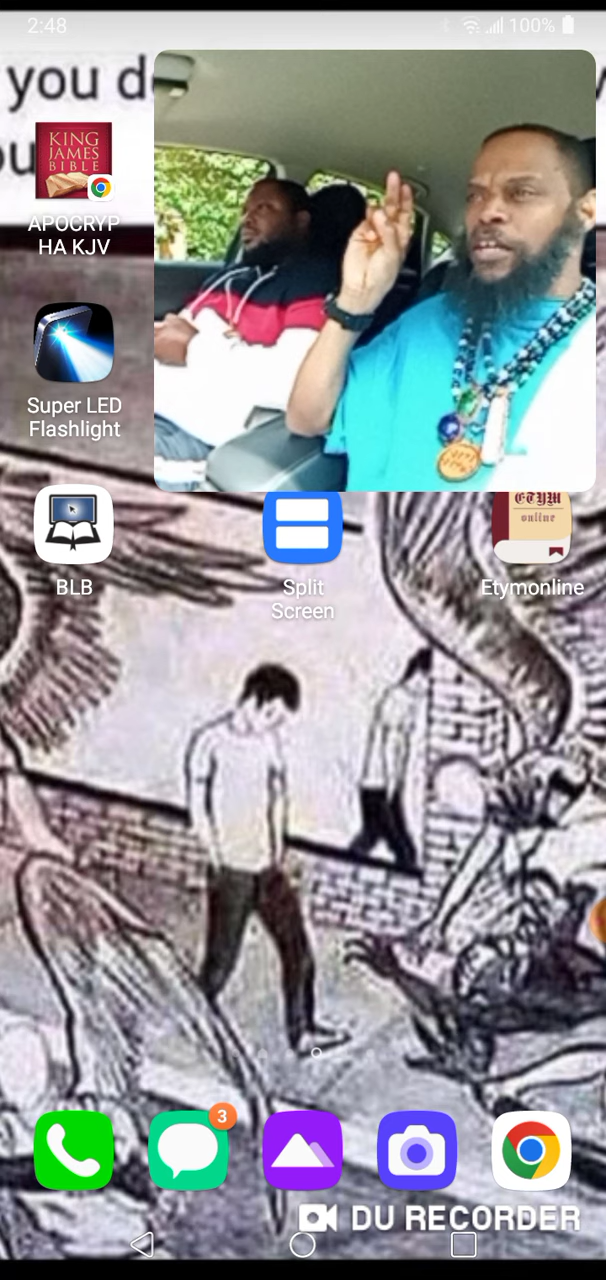 2:48
100%
you
KING
JAMES
BIBLE
APOCRYP
HA KJV
Super LED
Flashlight
ETYM
online
BLB
Split
Screen
Etymonline
3
DU RECORDER